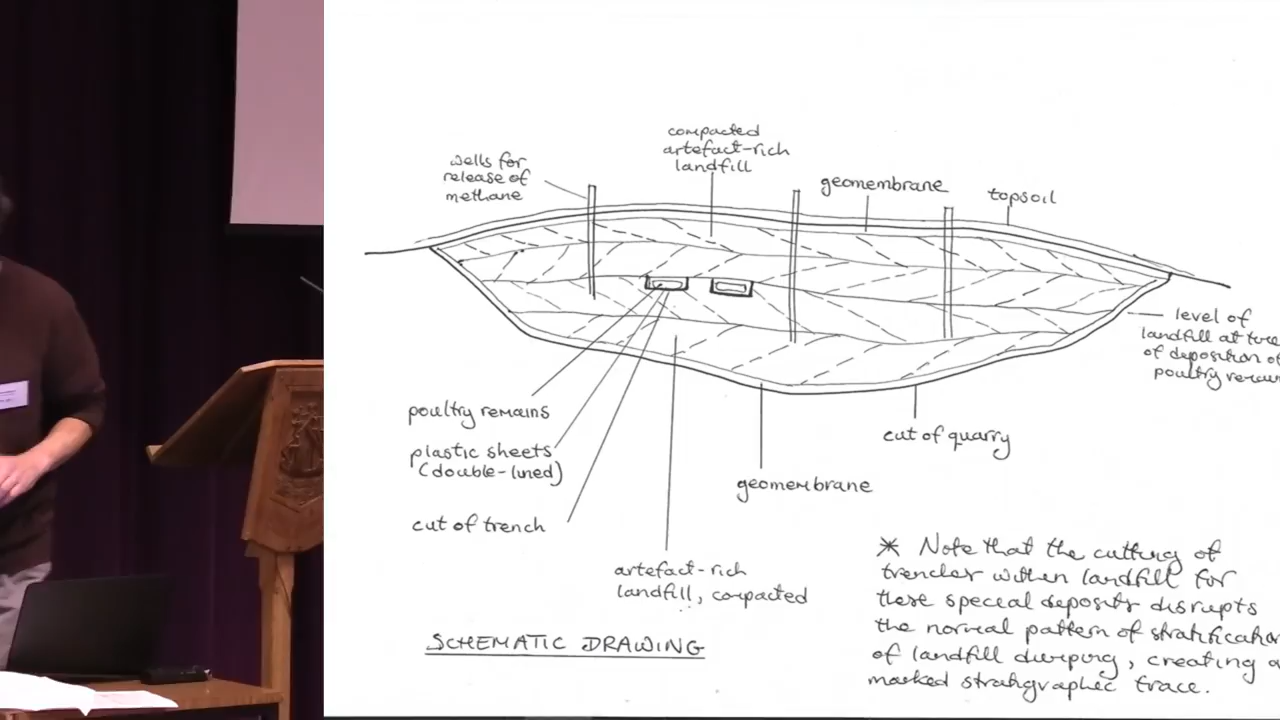 compacted
artefact-rich
landfill
wells for
release of
methane
geomembrane
topsoil
level of
landfill at
of deposition of
poultry
poultry remains
plastic sheets
(double-lined)
cut of trench
cut of quarry
geomembrane
artefact-rich
landfill, compacted
SCHEMATIC DRAWING
* Note that the cutting of
trenches within landfill for
these special deposits disrupts
the normal pattern of
of landfill dumping, creating a
marked stratigraphic trace.